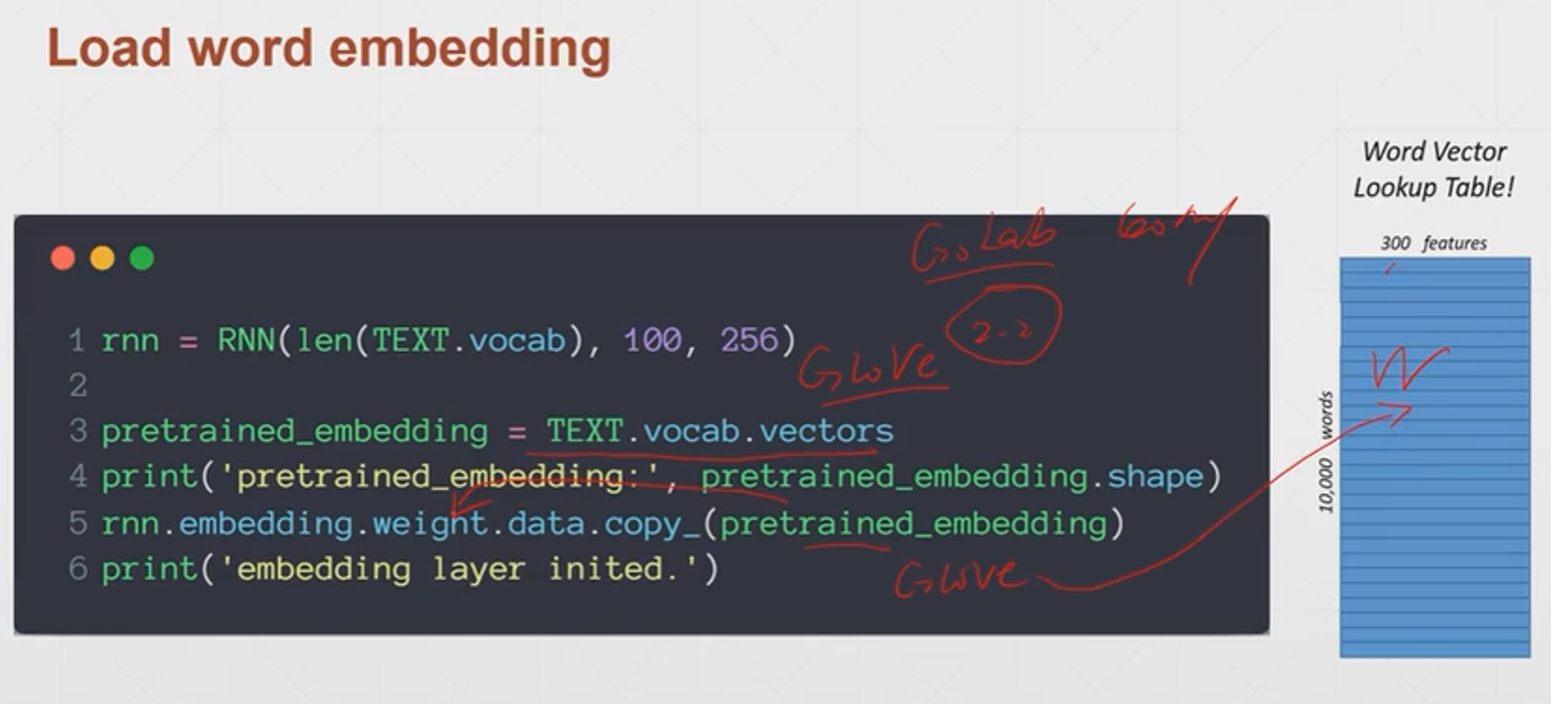 Load word embedding
Word Vector
Lookup Table!
300 features
10,000 words
1 rnn = RNN(len(TEXT.vocab), 100, 256)
2
3 pretrained_embedding = TEXT.vocab.vectors
4 print('pretrained_embedding:', pretrained_embedding.shape)
5 rnn.embedding.weight.data.copy_(pretrained_embedding)
6 print('embedding layer inited.')
GoLab
2-2
GloVe
GloVe
W